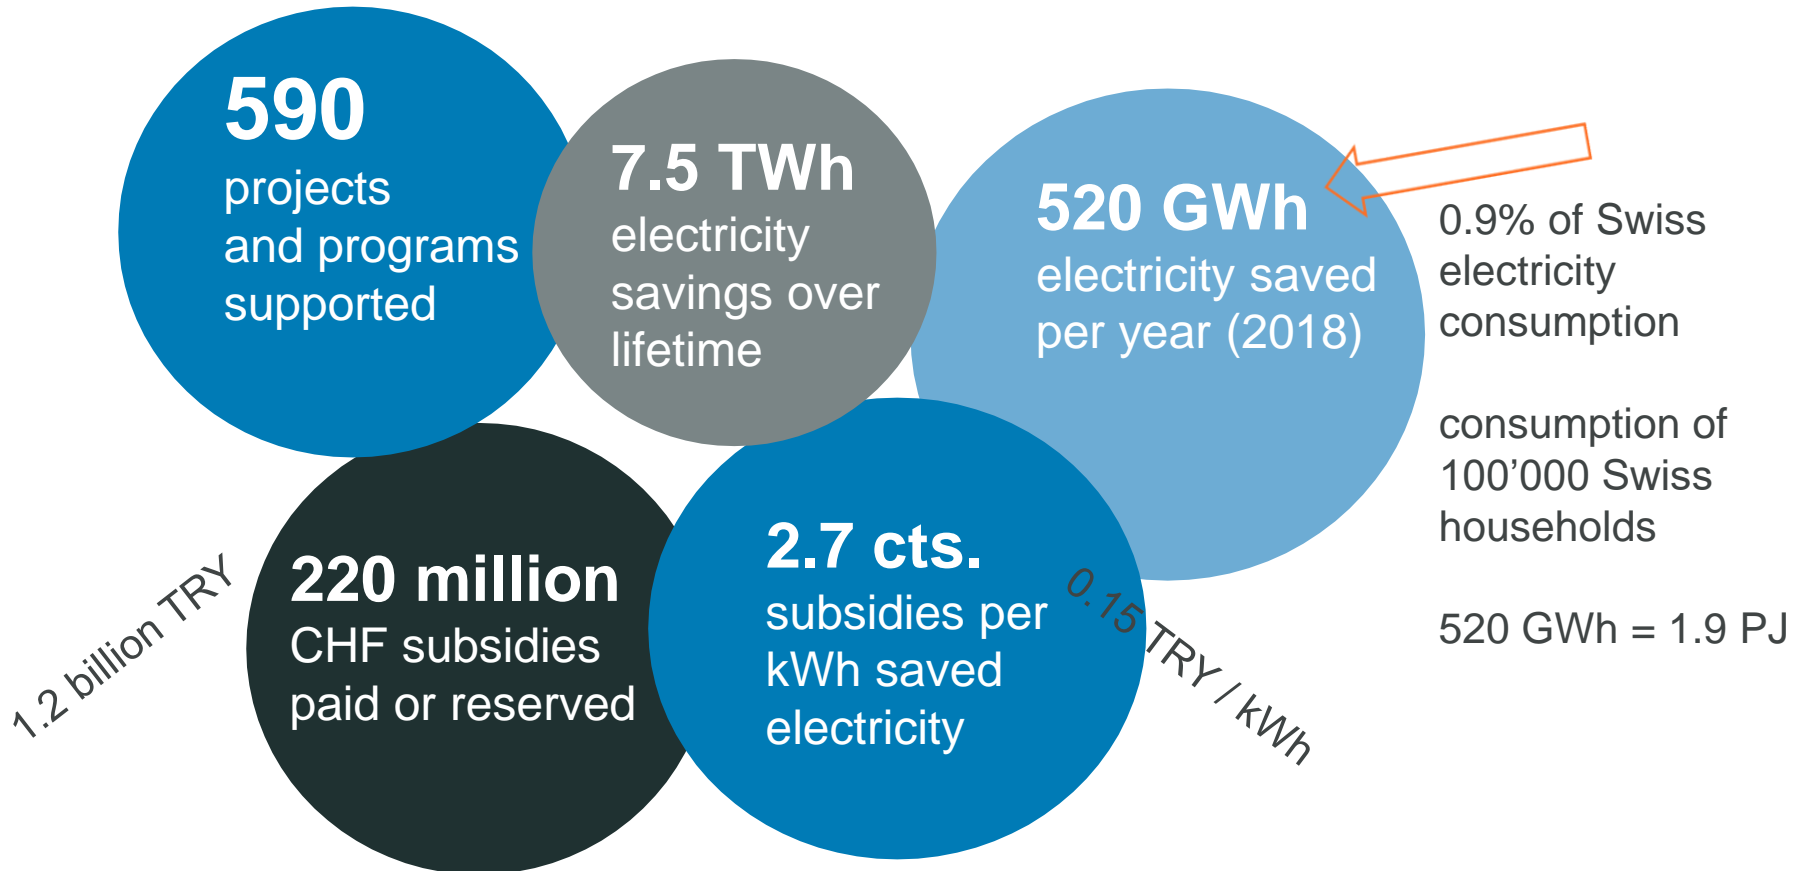 590
projects
and programs
supported
7.5 TWh
electricity
savings over
lifetime
520 GWh
electricity saved
per year (2018)
0.9% of Swiss
electricity
consumption
consumption of
100’000 Swiss
households
520 GWh = 1.9 PJ
1.2 billion TRY
220 million
CHF subsidies
paid or reserved
2.7 cts.
subsidies per
kWh saved
electricity
0.15 TRY / kWh